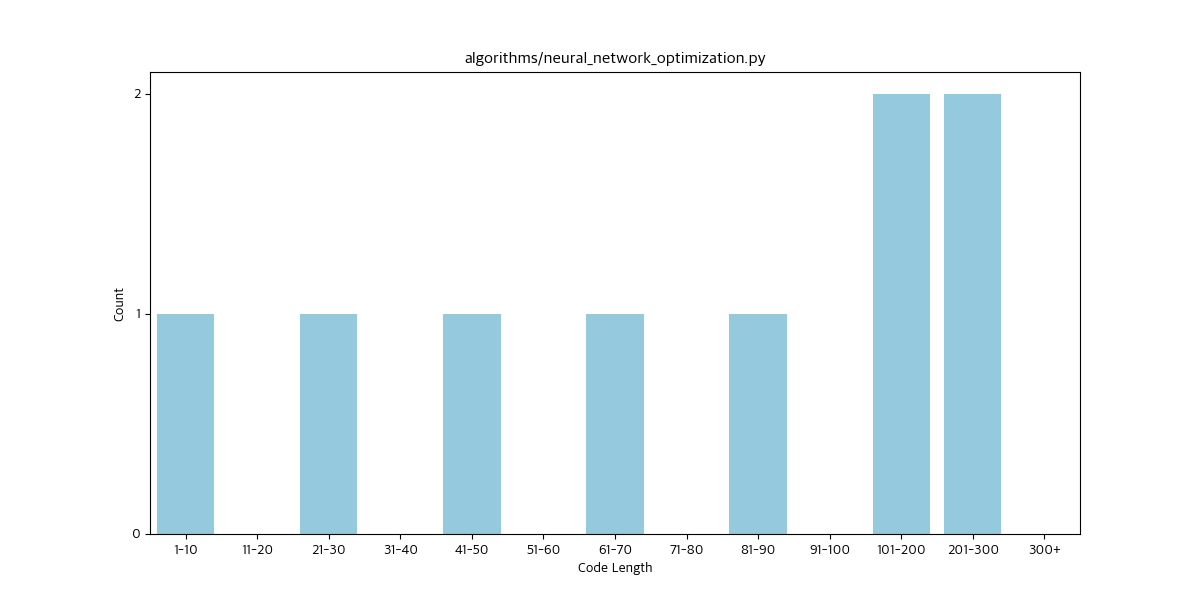 algorithms/neural_network_optimization.py
Count
2
1
0
1-10 11-20 21-30 31-40 41-50 51-60 61-70 71-80 81-90 91-100 101-200 201-300 300+
Code Length